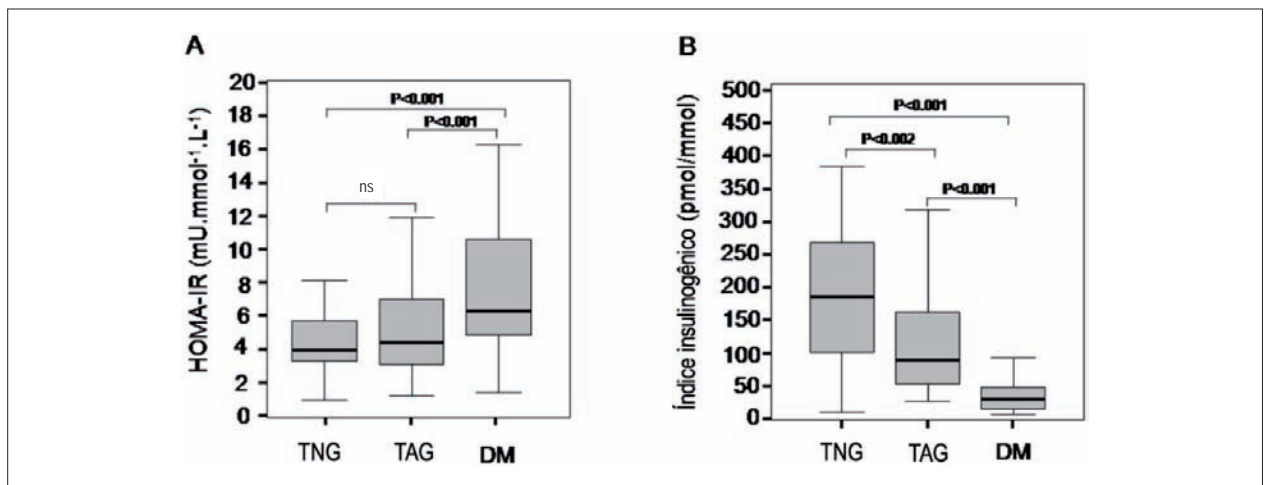 A
HOMA-IR (mU.mmol⁻¹.L⁻¹)
20
18
16
14
12
10
8
6
4
2
0
P<0.001
P<0.001
ns
TNG TAG DM
B
Índice insulinogênico (pmol/mmol)
500
450
400
350
300
250
200
150
100
50
0
P<0.001
P<0.002
P<0.001
TNG TAG DM